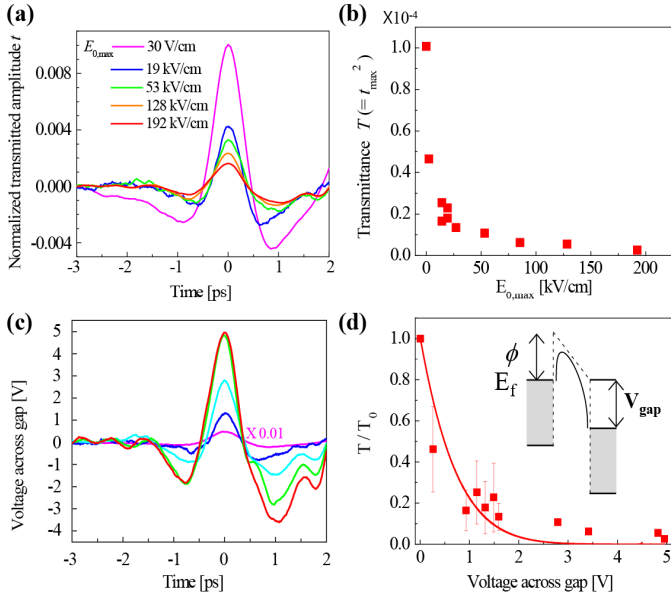 (a)
Normalized transmitted amplitude t
E0,max
30 V/cm
19 kV/cm
53 kV/cm
128 kV/cm
192 kV/cm
0.008
0.004
0.000
-0.004
-3 -2 -1 0 1 2
Time [ps]
(b)
X10-4
Transmittance T (= tmax2)
1.0
0.8
0.6
0.4
0.2
0.0
0 50 100 150 200
E0,max [kV/cm]
(c)
Voltage across gap [V]
5
4
3
2
1
0
-1
-2
-3
-4
X 0.01
-3 -2 -1 0 1 2
Time [ps]
(d)
T / T0
1.0
0.8
0.6
0.4
0.2
0.0
ϕ
Ef
Vgap
0 1 2 3 4 5
Voltage across gap [V]